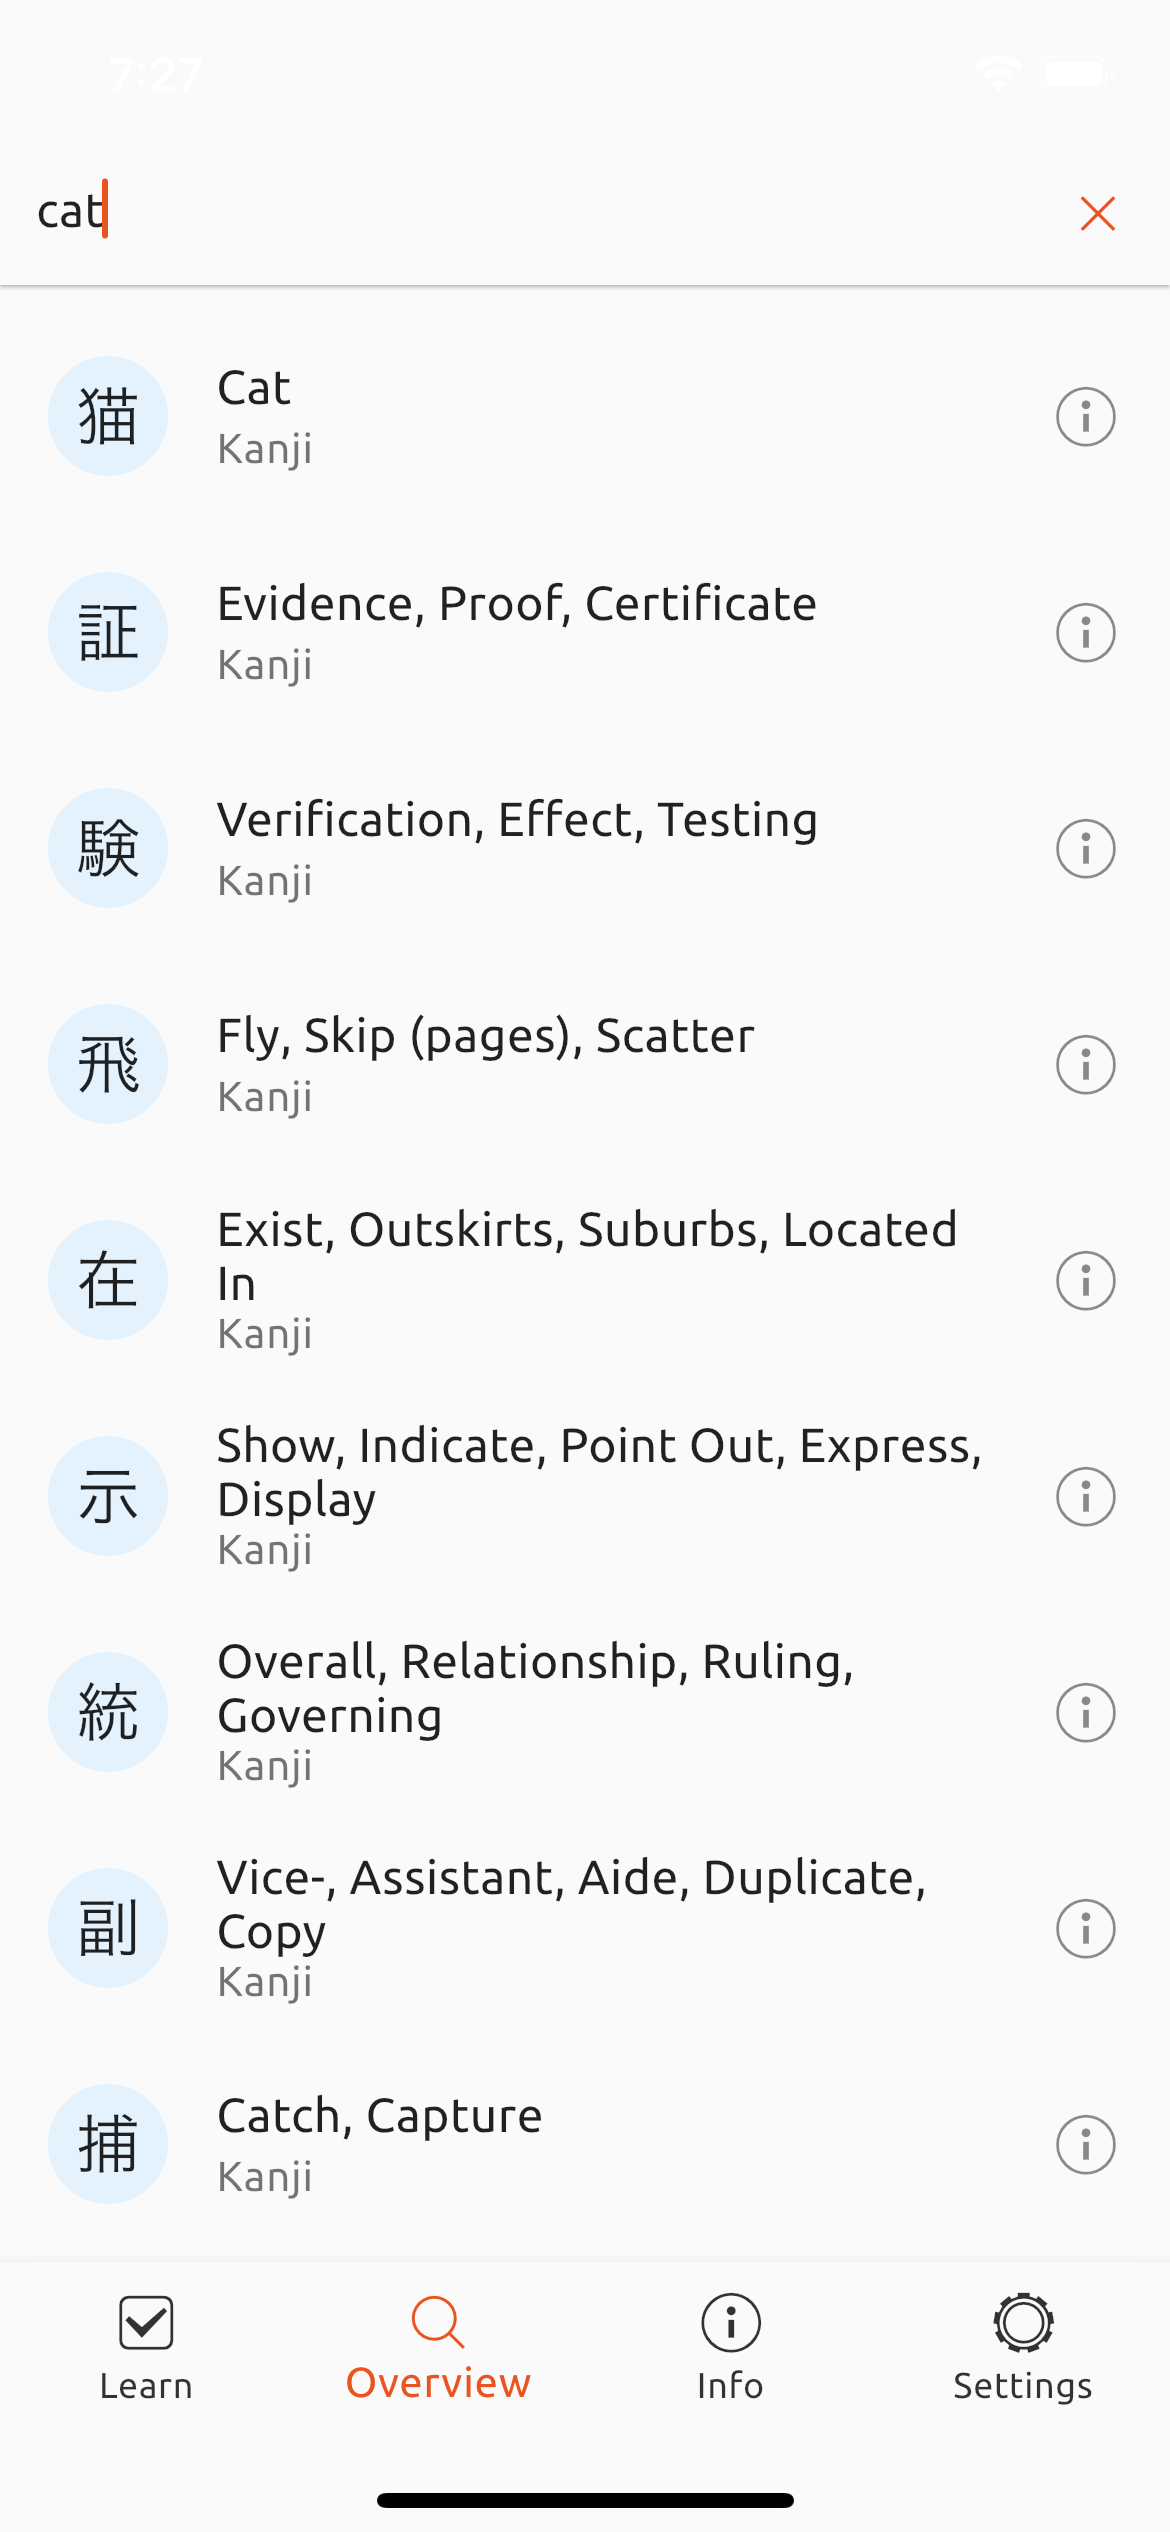 7:27
cat
猫
Cat
Kanji
証
Evidence, Proof, Certificate
Kanji
験
Verification, Effect, Testing
Kanji
飛
Fly, Skip (pages), Scatter
Kanji
在
Exist, Outskirts, Suburbs, Located
In
Kanji
示
Show, Indicate, Point Out, Express,
Display
Kanji
統
Overall, Relationship, Ruling,
Governing
Kanji
副
Vice-, Assistant, Aide, Duplicate,
Copy
Kanji
捕
Catch, Capture
Kanji
Learn
Overview
Info
Settings